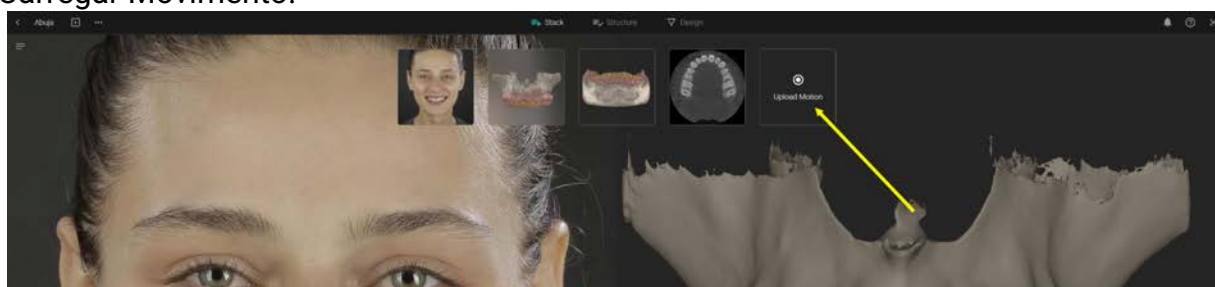 Carregar Movimento.
Abuja
Stack
Structure
Design
Upload Motion